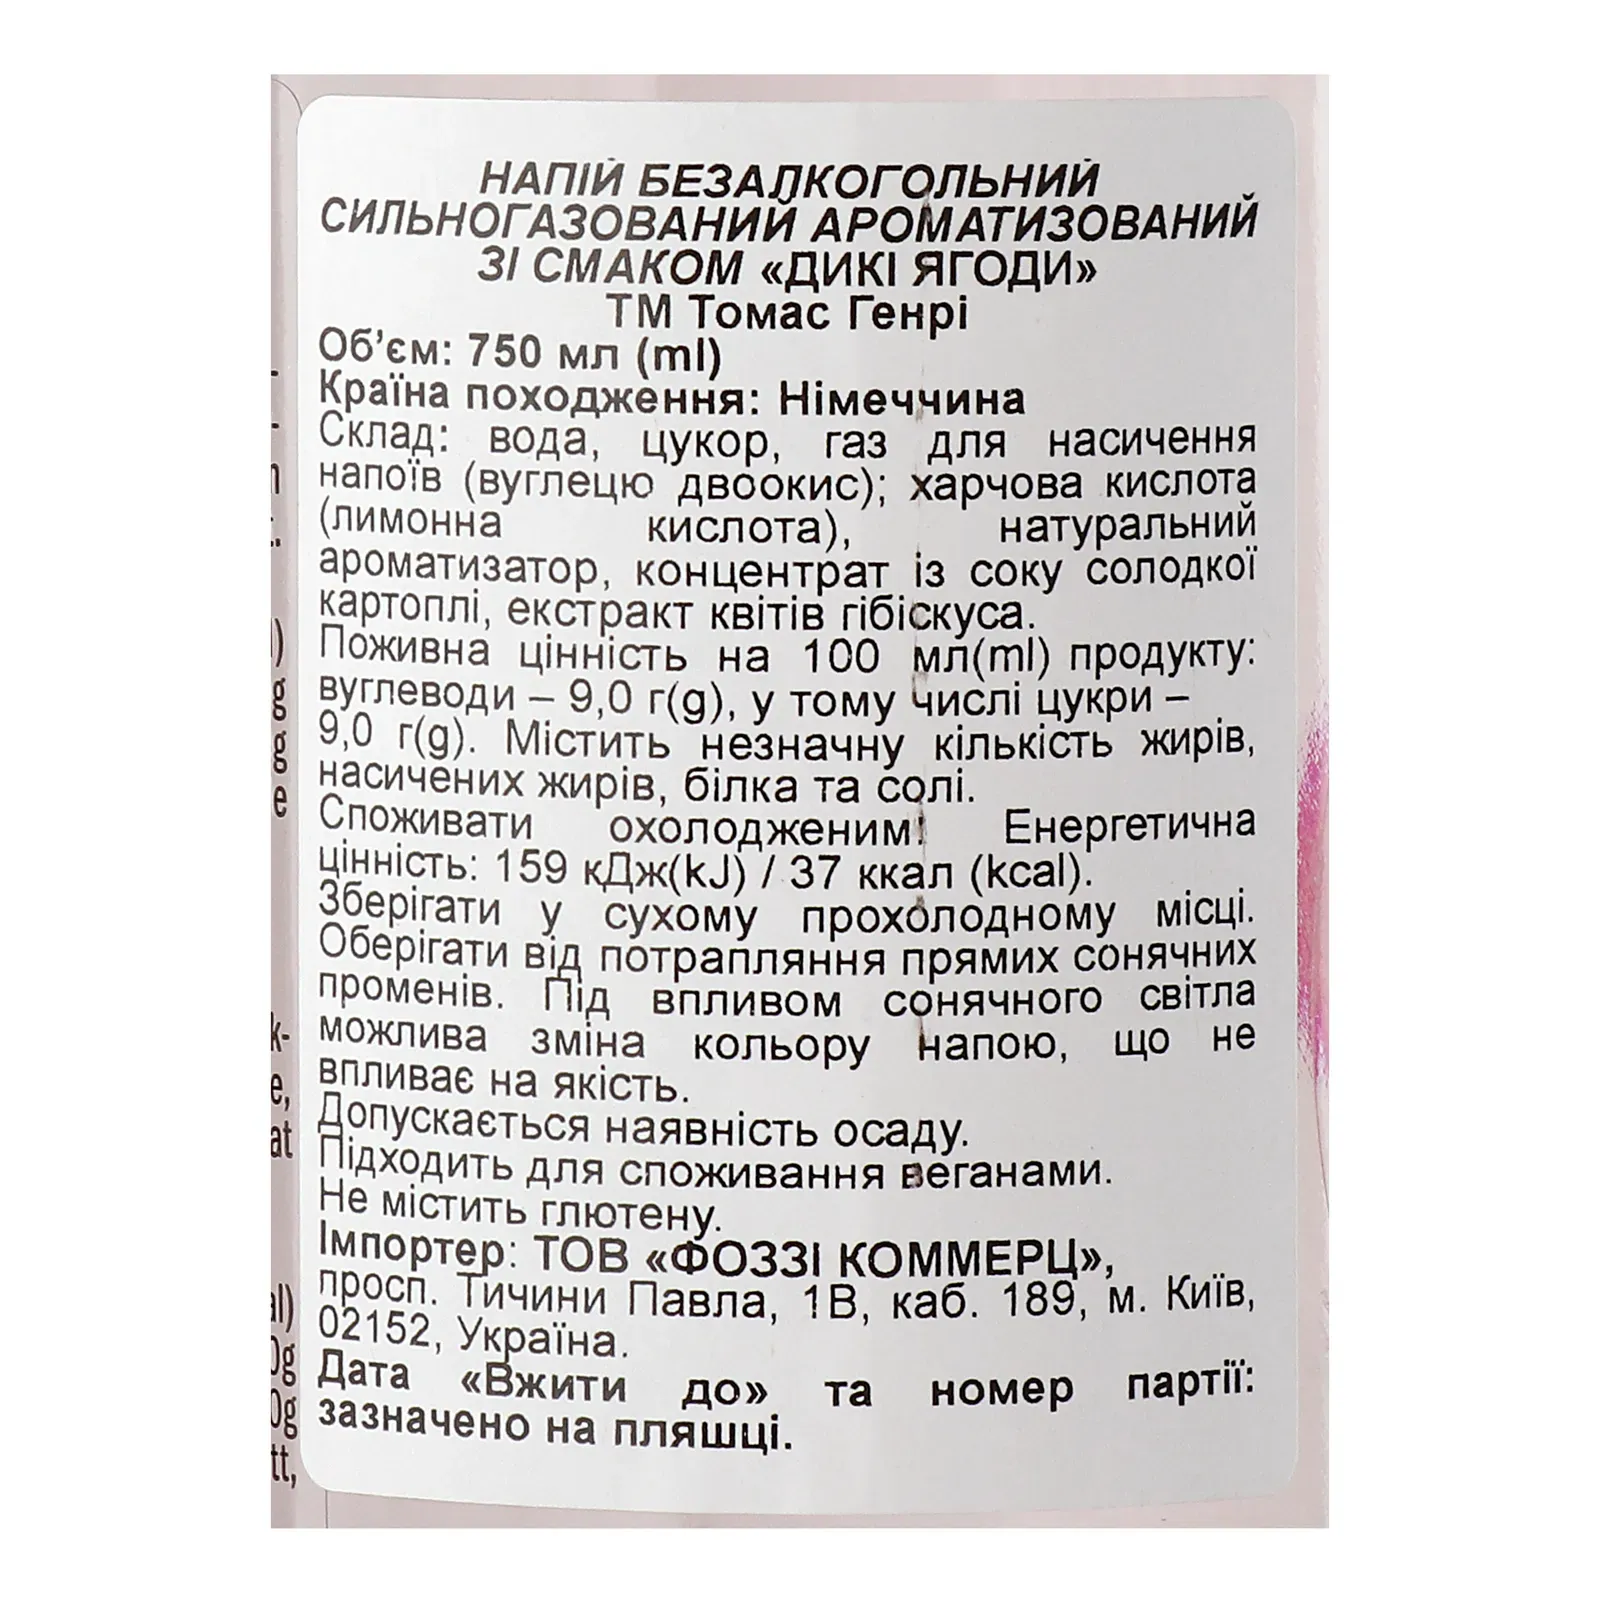 НАПІЙ БЕЗАЛКОГОЛЬНИЙ
СИЛЬНОГАЗОВАНИЙ АРОМАТИЗОВАНИЙ
ЗІ СМАКОМ «ДИКІ ЯГОДИ»
ТМ Томас Генрі
Об’єм: 750 мл (ml)
Країна походження: Німеччина
Склад: вода, цукор, газ для насичення
напоїв (вуглецю двоокис); харчова кислота
(лимонна кислота), натуральний
ароматизатор, концентрат із соку солодкої
картоплі, екстракт квітів гібіскуса.
Поживна цінність на 100 мл(ml) продукту:
вуглеводи – 9,0 г(g), у тому числі цукри –
9,0 г(g). Містить незначну кількість жирів,
насичених жирів, білка та солі.
Споживати охолодженим! Енергетична
цінність: 159 кДж(kJ) / 37 ккал (kcal).
Зберігати у сухому прохолодному місці.
Оберігати від потрапляння прямих сонячних
променів. Під впливом сонячного світла
можлива зміна кольору напою, що не
впливає на якість.
Допускається наявність осаду.
Підходить для споживання веганами.
Не містить глютену.
Імпортер: ТОВ «ФОЗЗІ КОММЕРЦ»,
просп. Тичини Павла, 1В, каб. 189, м. Київ,
02152, Україна.
Дата «Вжити до» та номер партії:
зазначено на пляшці.